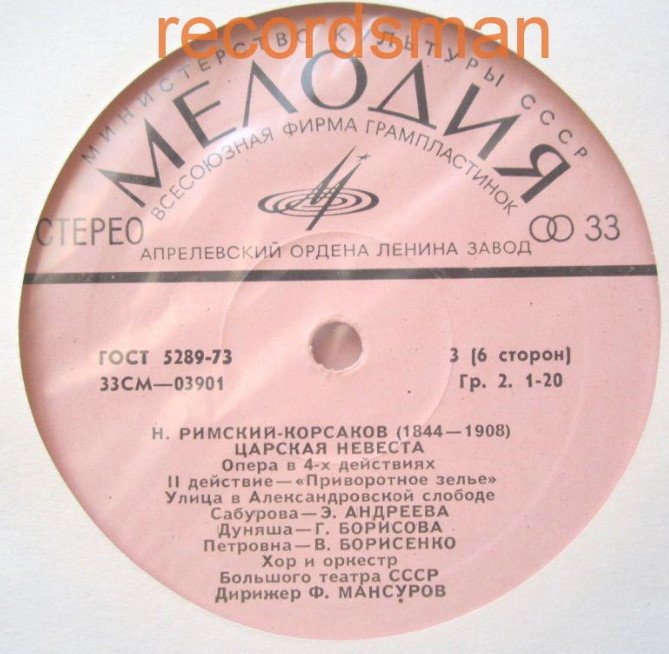 recordsman
МИНИСТЕРСТВО КУЛЬТУРЫ СССР
МЕЛОДИЯ
ВСЕСОЮЗНАЯ ФИРМА ГРАМПЛАСТИНОК
СТЕРЕО
33
АПРЕЛЕВСКИЙ ОРДЕНА ЛЕНИНА ЗАВОД
ГОСТ 5289-73
3 (6 сторон)
33СМ—03901
Гр. 2. 1-20
Н. РИМСКИЙ-КОРСАКОВ (1844—1908)
ЦАРСКАЯ НЕВЕСТА
Опера в 4-х действиях
II действие—«Приворотное зелье»
Улица в Александровской слободе
Сабурова—Э. АНДРЕЕВА
Дуняша—Г. БОРИСОВА
Петровна—В. БОРИСЕНКО
Хор и оркестр
Большого театра СССР
Дирижер Ф. МАНСУРОВ